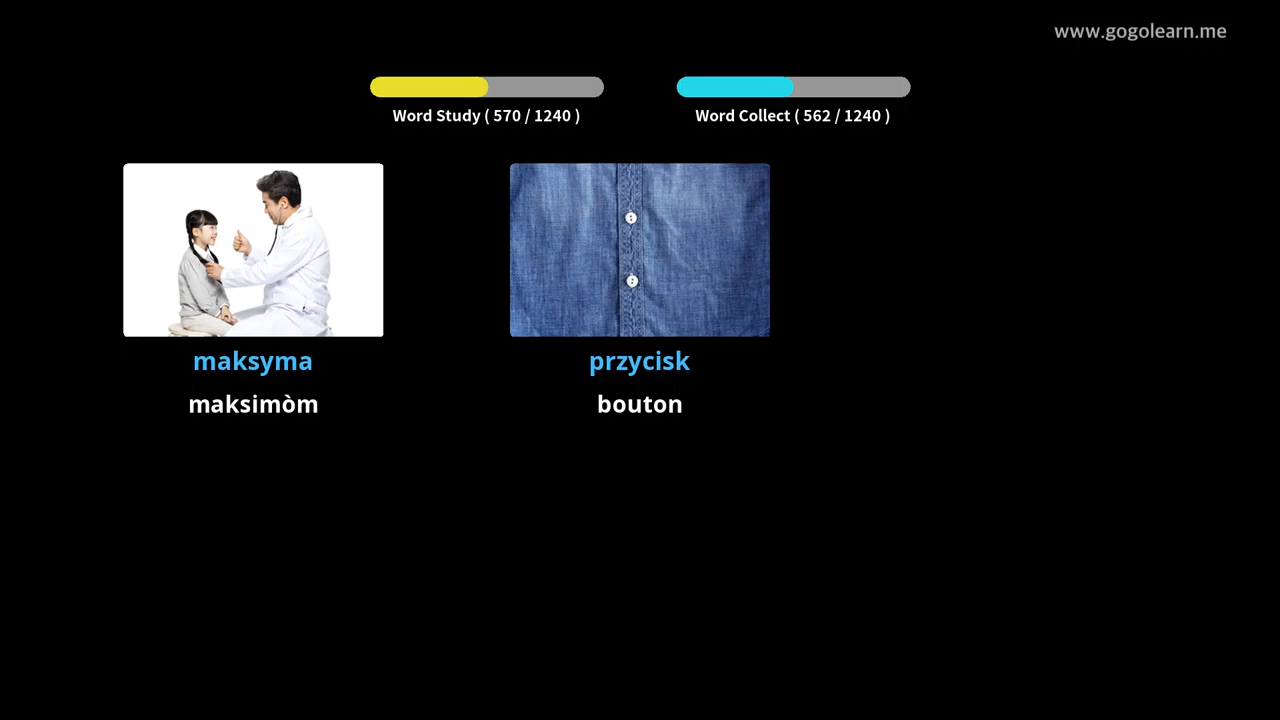 www.gogolearn.me
Word Study ( 570 / 1240 )
Word Collect ( 562 / 1240 )
maksyma
maksimòm
przycisk
bouton